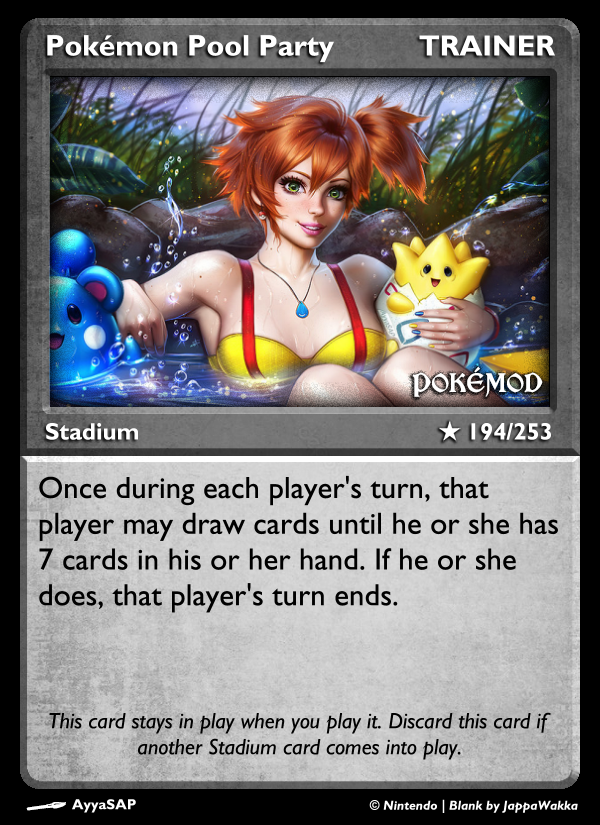 Pokémon Pool Party TRAINER
POKÉMOD
Stadium ★ 194/253
Once during each player's turn, that
player may draw cards until he or she has
7 cards in his or her hand. If he or she
does, that player's turn ends.
This card stays in play when you play it. Discard this card if
another Stadium card comes into play.
AyyaSAP © Nintendo | Blank by JappaWakka